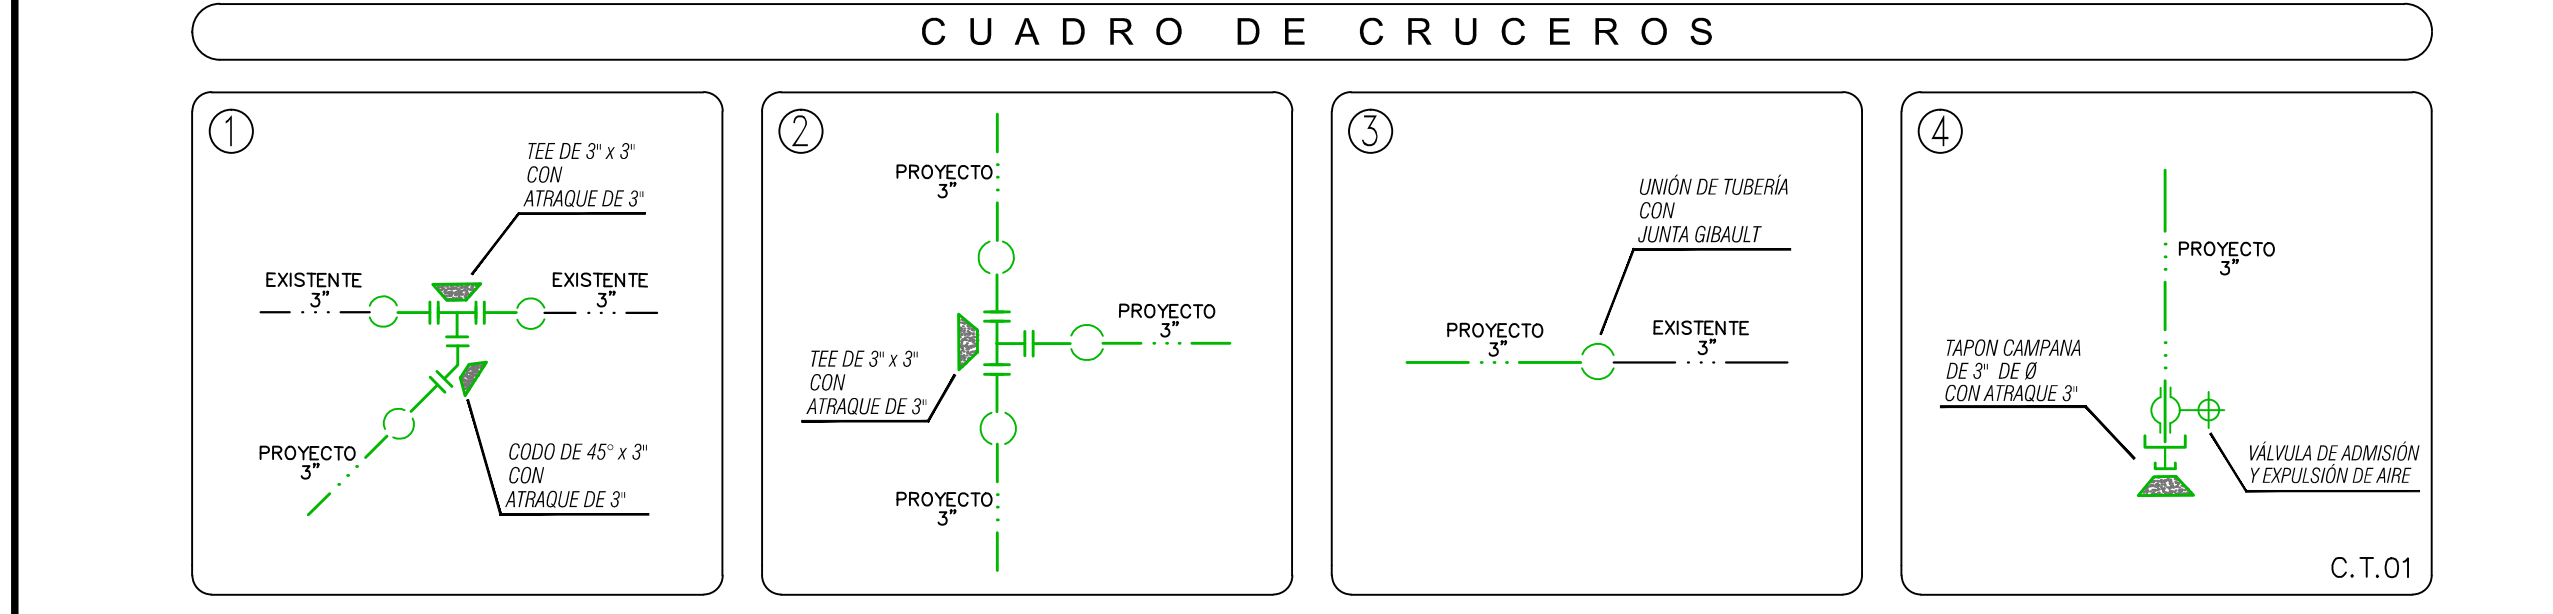 CUADRO DE CRUCEROS
1
TEE DE 3" x 3"
CON
ATRAQUE DE 3"
EXISTENTE
3"
EXISTENTE
3"
PROYECTO
3"
CODO DE 45° x 3"
CON
ATRAQUE DE 3"
2
PROYECTO
3"
PROYECTO
3"
TEE DE 3" x 3"
CON
ATRAQUE DE 3"
PROYECTO
3"
3
UNIÓN DE TUBERÍA
CON
JUNTA GIBAULT
PROYECTO
3"
EXISTENTE
3"
4
PROYECTO
3"
TAPON CAMPANA
DE 3" DE Ø
CON ATRAQUE 3"
VÁLVULA DE ADMISIÓN
Y EXPULSIÓN DE AIRE
C.T.01